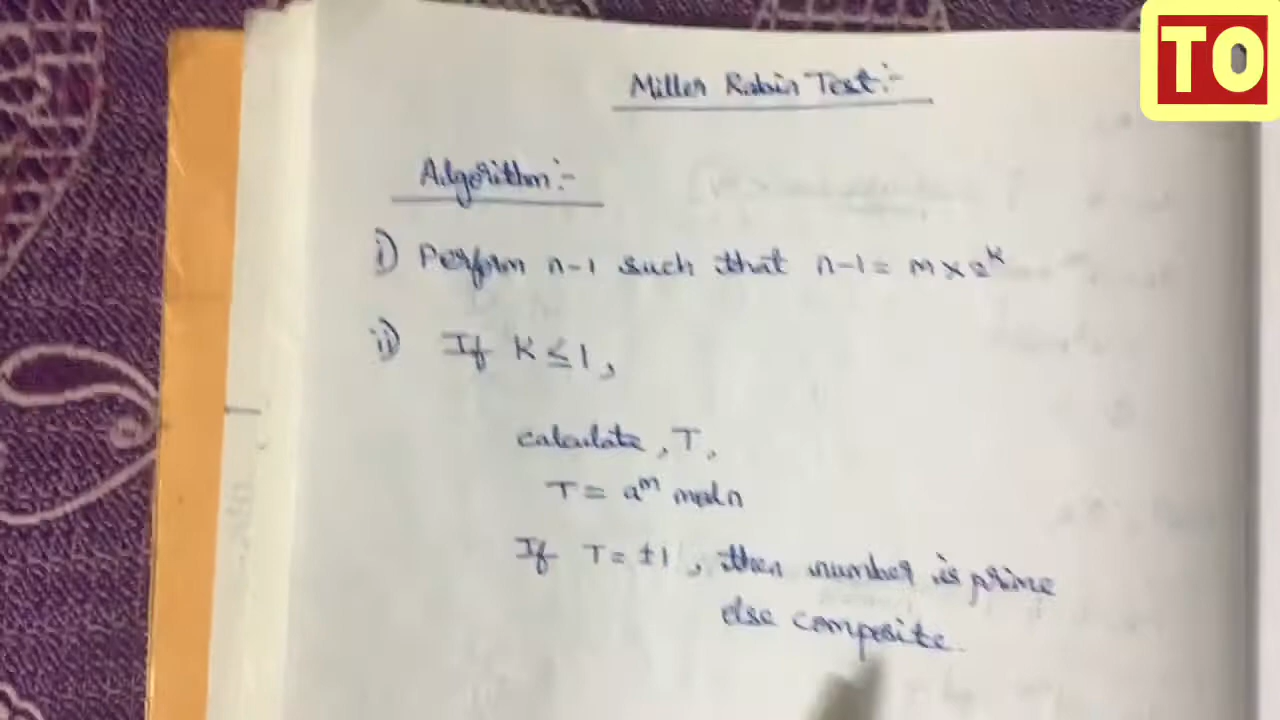 TO
Miller Rabin Test:-
Algorithm:-
i) Perform n-1 such that n-1 = m × 2^k
ii) If K ≤ 1,
calculate, T,
T = a^m mod n
If T = ±1, then number is prime
else composite.